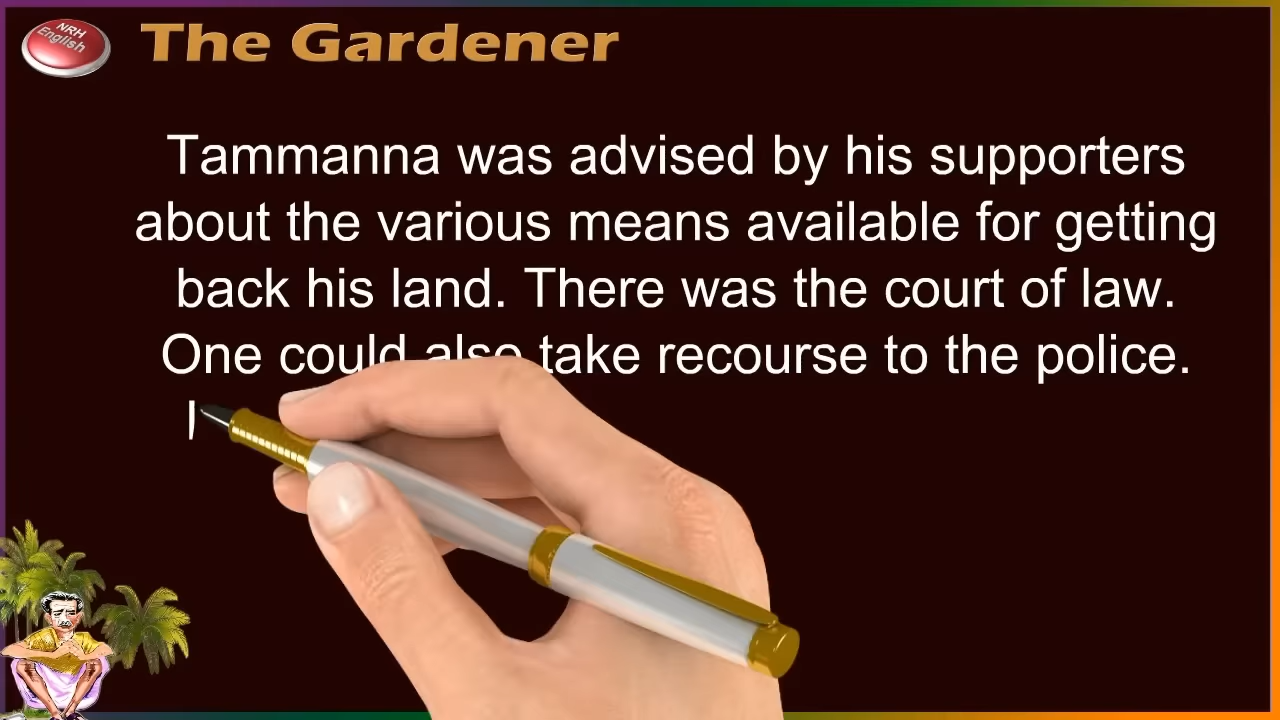 NRH
English
The Gardener
Tammanna was advised by his supporters
about the various means available for getting
back his land. There was the court of law.
One could also take recourse to the police.